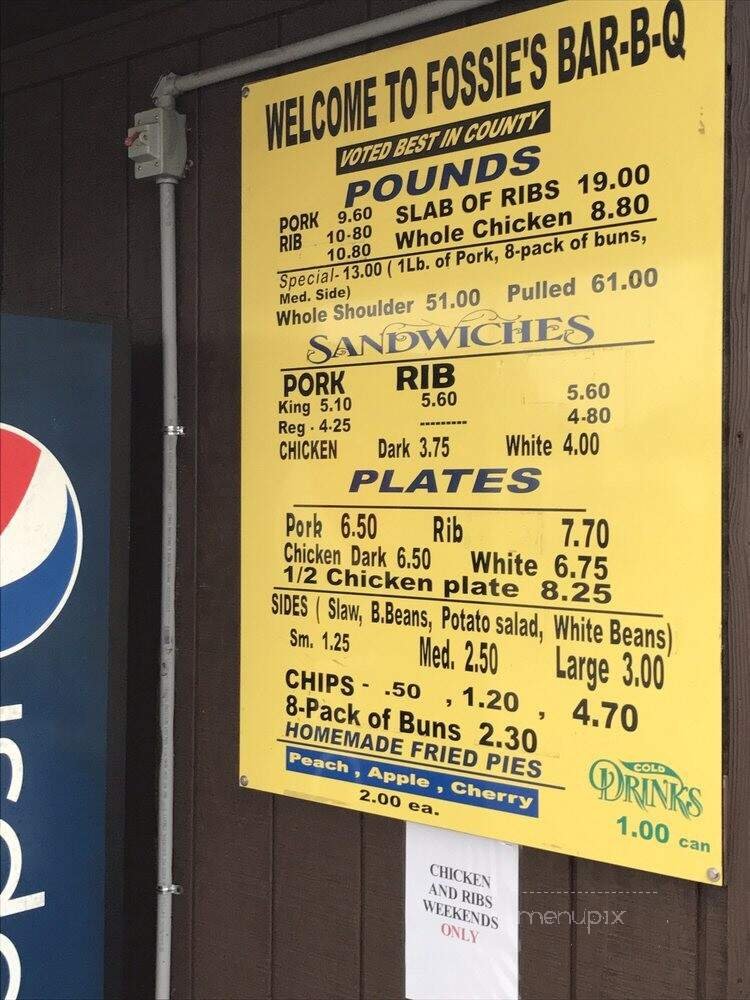 WELCOME TO FOSSIE'S BAR-B-Q
VOTED BEST IN COUNTY
POUNDS
PORK 9.60 SLAB OF RIBS 19.00
RIB 10-80 Whole Chicken 8.80
10.80
Special- 13.00 ( 1Lb. of Pork, 8-pack of buns,
Med. Side)
Whole Shoulder 51.00 Pulled 61.00
SANDWICHES
PORK RIB
King 5.10 5.60 5.60
Reg - 4-25 --------- 4-80
CHICKEN Dark 3.75 White 4.00
PLATES
Pork 6.50 Rib 7.70
Chicken Dark 6.50 White 6.75
1/2 Chicken plate 8.25
SIDES ( Slaw, B.Beans, Potato salad, White Beans)
Sm. 1.25 Med. 2.50 Large 3.00
CHIPS - .50 , 1.20 , 4.70
8-Pack of Buns 2.30
HOMEMADE FRIED PIES
Peach , Apple , Cherry
2.00 ea.
COLD
DRINKS
1.00 can
CHICKEN
AND RIBS
WEEKENDS
ONLY
menupix
pepsi